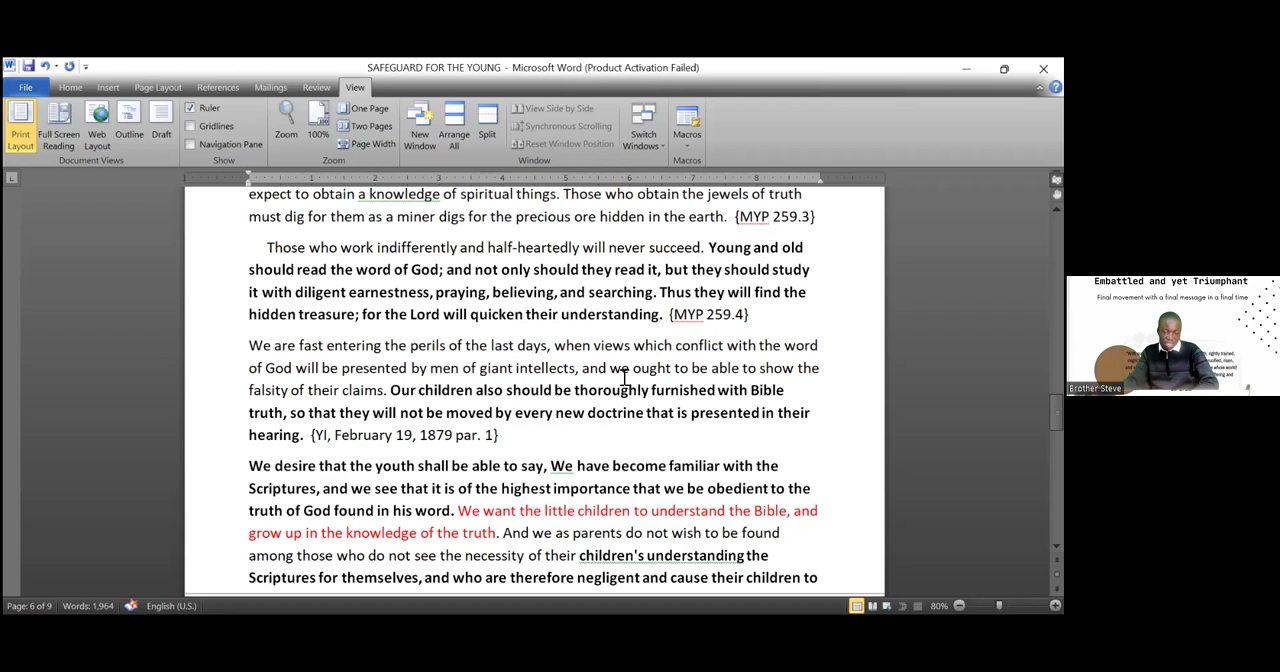 SAFEGUARD FOR THE YOUNG - Microsoft Word (Product Activation Failed)
File Home Insert Page Layout References Mailings Review View
Print Layout
Full Screen Reading
Web Layout
Outline
Draft
Document Views
Ruler
Gridlines
Navigation Pane
Show
Zoom
100%
One Page
Two Pages
Page Width
Zoom
New Window
Arrange All
Split
View Side by Side
Synchronous Scrolling
Reset Window Position
Window
Switch Windows
Macros
Macros
1 2 3 4 5 6 7 8
expect to obtain a knowledge of spiritual things. Those who obtain the jewels of truth
must dig for them as a miner digs for the precious ore hidden in the earth. {MYP 259.3}
Those who work indifferently and half-heartedly will never succeed. Young and old
should read the word of God; and not only should they read it, but they should study
it with diligent earnestness, praying, believing, and searching. Thus they will find the
hidden treasure; for the Lord will quicken their understanding. {MYP 259.4}
We are fast entering the perils of the last days, when views which conflict with the word
of God will be presented by men of giant intellects, and we ought to be able to show the
falsity of their claims. Our children also should be thoroughly furnished with Bible
truth, so that they will not be moved by every new doctrine that is presented in their
hearing. {YI, February 19, 1879 par. 1}
We desire that the youth shall be able to say, We have become familiar with the
Scriptures, and we see that it is of the highest importance that we be obedient to the
truth of God found in his word. We want the little children to understand the Bible, and
grow up in the knowledge of the truth. And we as parents do not wish to be found
among those who do not see the necessity of their children's understanding the
Scriptures for themselves, and who are therefore negligent and cause their children to
Page: 6 of 9 Words: 1,964 English (U.S.) 80%
Embattled and yet Triumphant
Final movement with a final message in a final time
Brother Steve